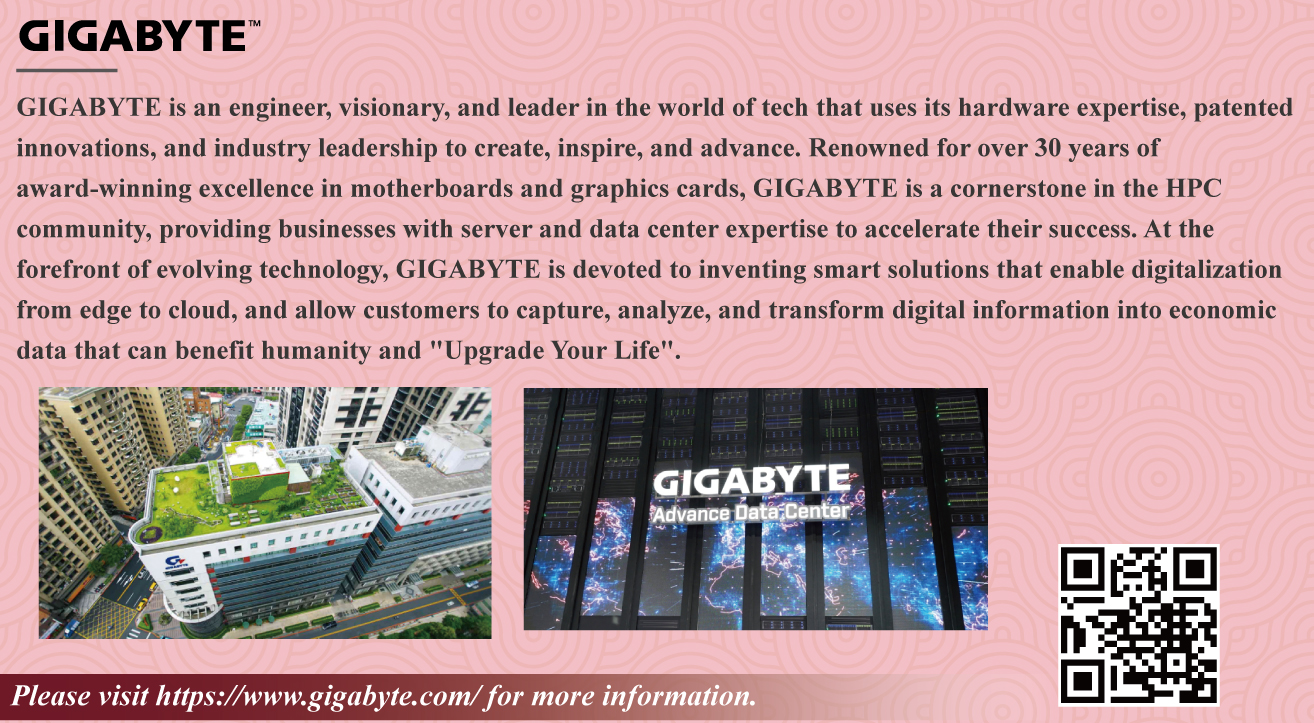 GIGABYTE™
GIGABYTE is an engineer, visionary, and leader in the world of tech that uses its hardware expertise, patented
innovations, and industry leadership to create, inspire, and advance. Renowned for over 30 years of
award-winning excellence in motherboards and graphics cards, GIGABYTE is a cornerstone in the HPC
community, providing businesses with server and data center expertise to accelerate their success. At the
forefront of evolving technology, GIGABYTE is devoted to inventing smart solutions that enable digitalization
from edge to cloud, and allow customers to capture, analyze, and transform digital information into economic
data that can benefit humanity and "Upgrade Your Life".
GIGABYTE
Advance Data Center
Please visit https://www.gigabyte.com/ for more information.